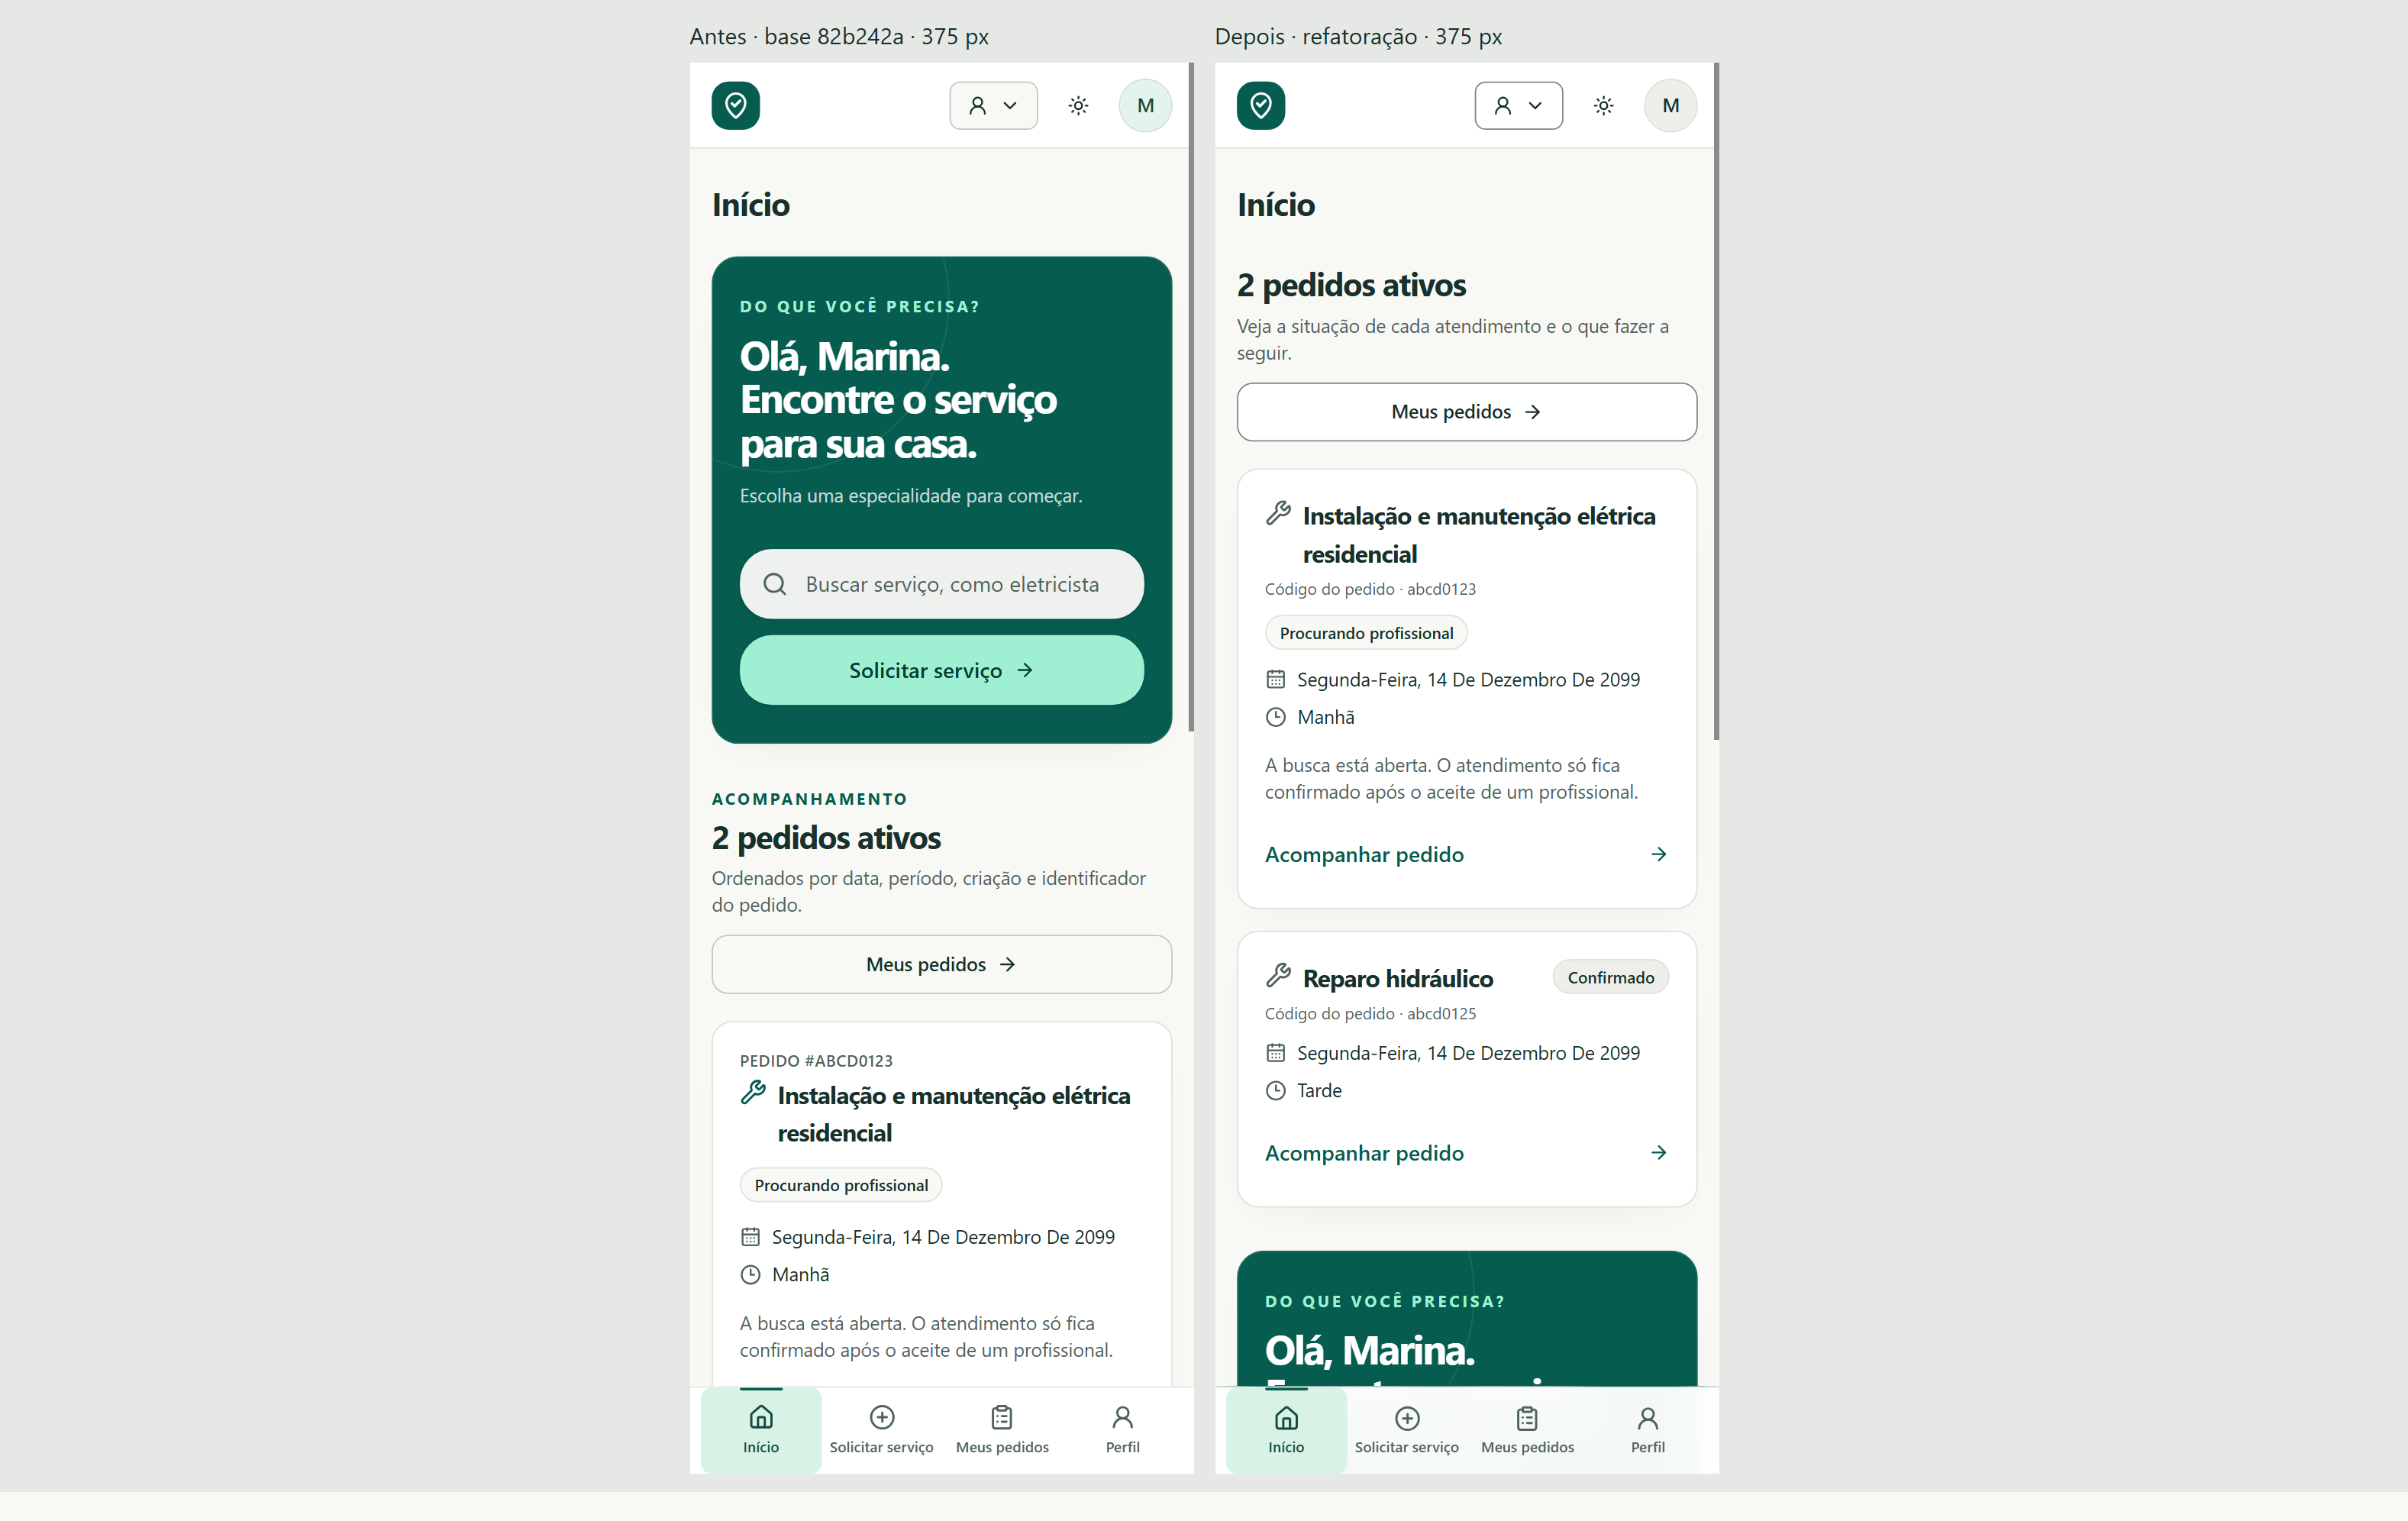 Antes · base 82b242a · 375 px
M
Início
DO QUE VOCÊ PRECISA?
Olá, Marina.
Encontre o serviço
para sua casa.
Escolha uma especialidade para começar.
Buscar serviço, como eletricista
Solicitar serviço
ACOMPANHAMENTO
2 pedidos ativos
Ordenados por data, período, criação e identificador
do pedido.
Meus pedidos
PEDIDO #ABCD0123
Instalação e manutenção elétrica
residencial
Procurando profissional
Segunda-Feira, 14 De Dezembro De 2099
Manhã
A busca está aberta. O atendimento só fica
confirmado após o aceite de um profissional.
Início
Solicitar serviço
Meus pedidos
Perfil
Depois · refatoração · 375 px
M
Início
2 pedidos ativos
Veja a situação de cada atendimento e o que fazer a
seguir.
Meus pedidos
Instalação e manutenção elétrica
residencial
Código do pedido · abcd0123
Procurando profissional
Segunda-Feira, 14 De Dezembro De 2099
Manhã
A busca está aberta. O atendimento só fica
confirmado após o aceite de um profissional.
Acompanhar pedido
Reparo hidráulico
Confirmado
Código do pedido · abcd0125
Segunda-Feira, 14 De Dezembro De 2099
Tarde
Acompanhar pedido
DO QUE VOCÊ PRECISA?
Olá, Marina.
Início
Solicitar serviço
Meus pedidos
Perfil